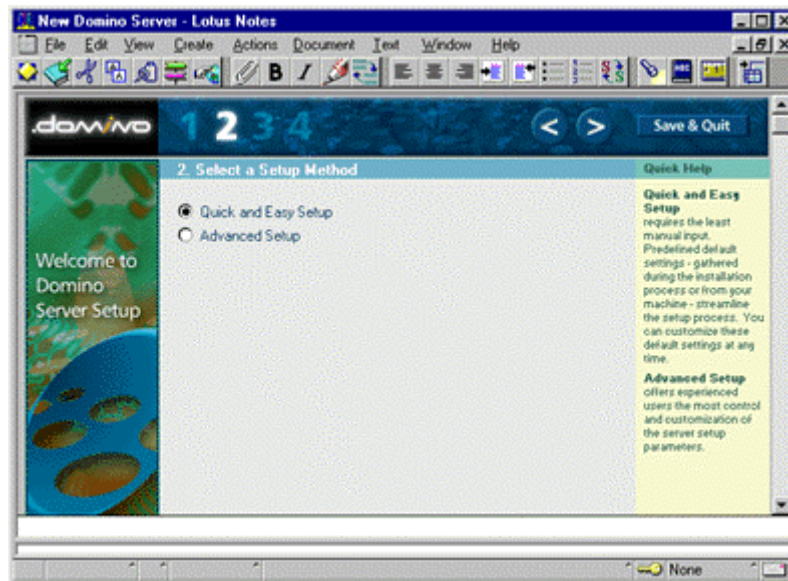 New Domino Server - Lotus Notes
File Edit View Create Actions Document Text Window Help
B I
.domino 1 2 3 4 < > Save & Quit
2. Select a Setup Method
Quick and Easy Setup
Advanced Setup
Welcome to
Domino
Server Setup
Quick Help
Quick and Easy
Setup
requires the least
manual input.
Predefined default
settings - gathered
during the installation
process or from your
machine - streamline
the setup process. You
can customize these
default settings at any
time.
Advanced Setup
offers experienced
users the most control
and customization of
the server setup
parameters.
None